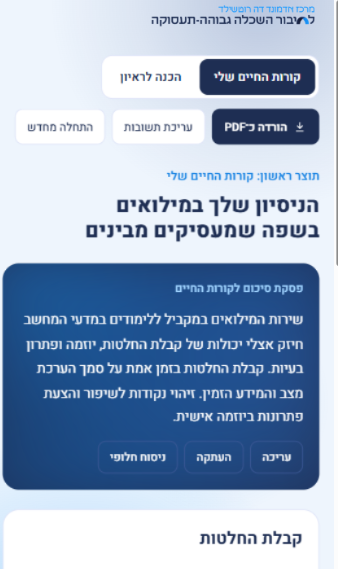 מרכז אדמונד דה רוטשילד
לחיבור השכלה גבוהה-תעסוקה
קורות החיים שלי
הכנה לראיון
הורדה כ־PDF
עריכת תשובות
התחלה מחדש
תוצר ראשון: קורות החיים שלי
הניסיון שלך במילואים
בשפה שמעסיקים מבינים
פסקת סיכום לקורות החיים
שירות המילואים במקביל ללימודים במדעי המחשב
חיזק אצלי יכולות של קבלת החלטות, יוזמה ופתרון
בעיות. קבלת החלטות בזמן אמת על סמך הערכת
מצב והמידע הזמין. זיהוי נקודות לשיפור והצעת
פתרונות ביוזמה אישית.
עריכה
העתקה
ניסוח חלופי
קבלת החלטות